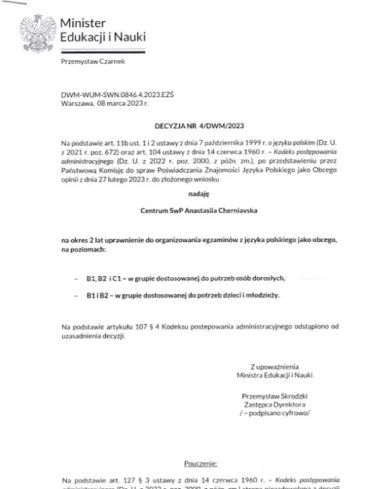 Minister
Edukacji i Nauki
Przemysław Czarnek
DWM-WUM-SWN.0846.4.2023.EZS
Warszawa, 08 marca 2023 r.
DECYZJA NR 4/DWM/2023
Na podstawie art. 11b ust. 1 i 2 ustawy z dnia 7 października 1999 r. o języku polskim (Dz. U.
z 2021 r. poz. 672) oraz art. 104 ustawy z dnia 14 czerwca 1960 r. – Kodeks postępowania
administracyjnego (Dz. U. z 2022 r. poz. 2000, z późn. zm.), po przedstawieniu przez
Państwową Komisję do spraw Poświadczania Znajomości Języka Polskiego jako Obcego
opinii z dnia 27 lutego 2023 r. do złożonego wniosku
nadaję
Centrum SwP Anastasiia Cherniavska
na okres 2 lat uprawnienie do organizowania egzaminów z języka polskiego jako obcego,
na poziomach:
– B1, B2 i C1 – w grupie dostosowanej do potrzeb osób dorosłych,
– B1 i B2 – w grupie dostosowanej do potrzeb dzieci i młodzieży.
Na podstawie artykułu 107 § 4 Kodeksu postepowania administracyjnego odstąpiono od
uzasadnienia decyzji.
Z upoważnienia
Ministra Edukacji i Nauki
Przemysław Skrodzki
Zastępca Dyrektora
/ – podpisano cyfrowo/
Pouczenie:
Na podstawie art. 127 § 3 ustawy z dnia 14 czerwca 1960 r. – Kodeks postępowania